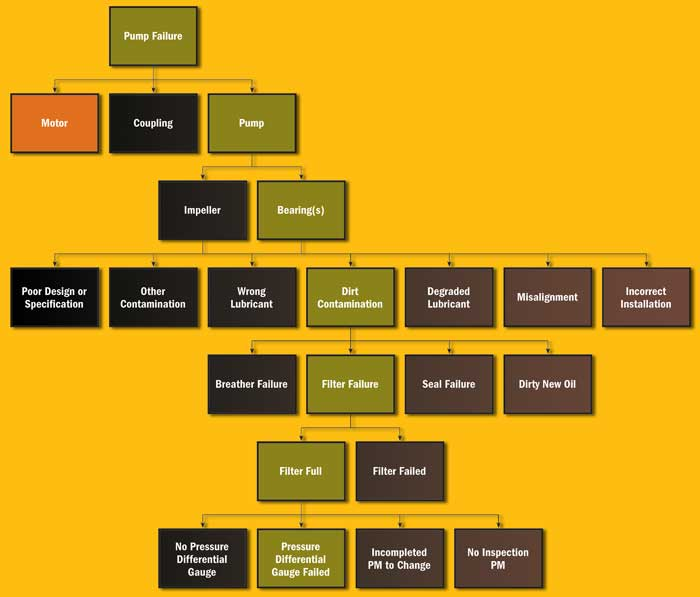 Pump Failure
Motor
Coupling
Pump
Impeller
Bearing(s)
Poor Design or
Specification
Other
Contamination
Wrong
Lubricant
Dirt
Contamination
Degraded
Lubricant
Misalignment
Incorrect
Installation
Breather Failure
Filter Failure
Seal Failure
Dirty New Oil
Filter Full
Filter Failed
No Pressure
Differential
Gauge
Pressure
Differential
Gauge Failed
Incompleted
PM to Change
No Inspection
PM